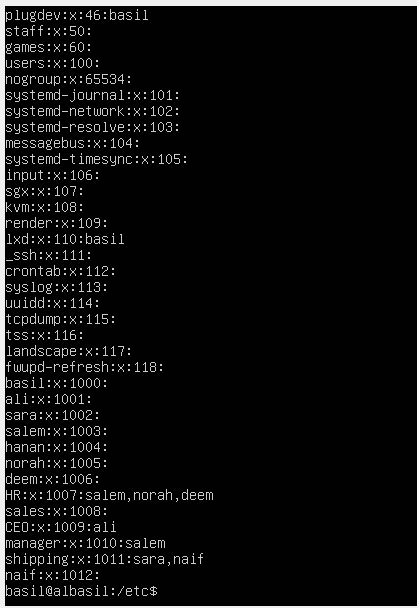 plugdev:x:46:basil
staff:x:50:
games:x:60:
users:x:100:
nogroup:x:65534:
systemd-journal:x:101:
systemd-network:x:102:
systemd-resolve:x:103:
messagebus:x:104:
systemd-timesync:x:105:
input:x:106:
sgx:x:107:
kvm:x:108:
render:x:109:
lxd:x:110:basil
_ssh:x:111:
crontab:x:112:
syslog:x:113:
uuidd:x:114:
tcpdump:x:115:
tss:x:116:
landscape:x:117:
fwupd-refresh:x:118:
basil:x:1000:
ali:x:1001:
sara:x:1002:
salem:x:1003:
hanan:x:1004:
norah:x:1005:
deem:x:1006:
HR:x:1007:salem,norah,deem
sales:x:1008:
CEO:x:1009:ali
manager:x:1010:salem
shipping:x:1011:sara,naif
naif:x:1012:
basil@albasil:/etc$